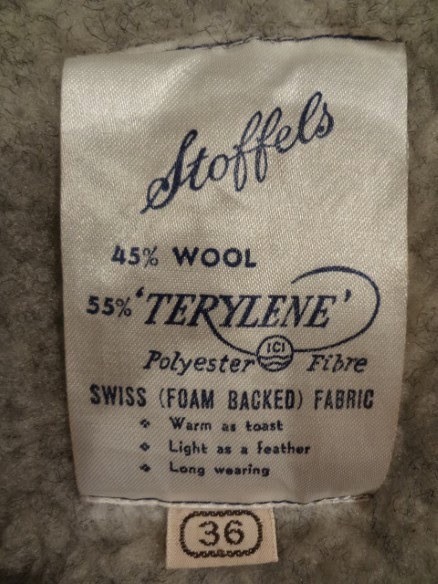 Stoffels
45% WOOL
55% 'TERYLENE'
ICI
Polyester Fibre
SWISS (FOAM BACKED) FABRIC
Warm as toast
Light as a feather
Long wearing
36